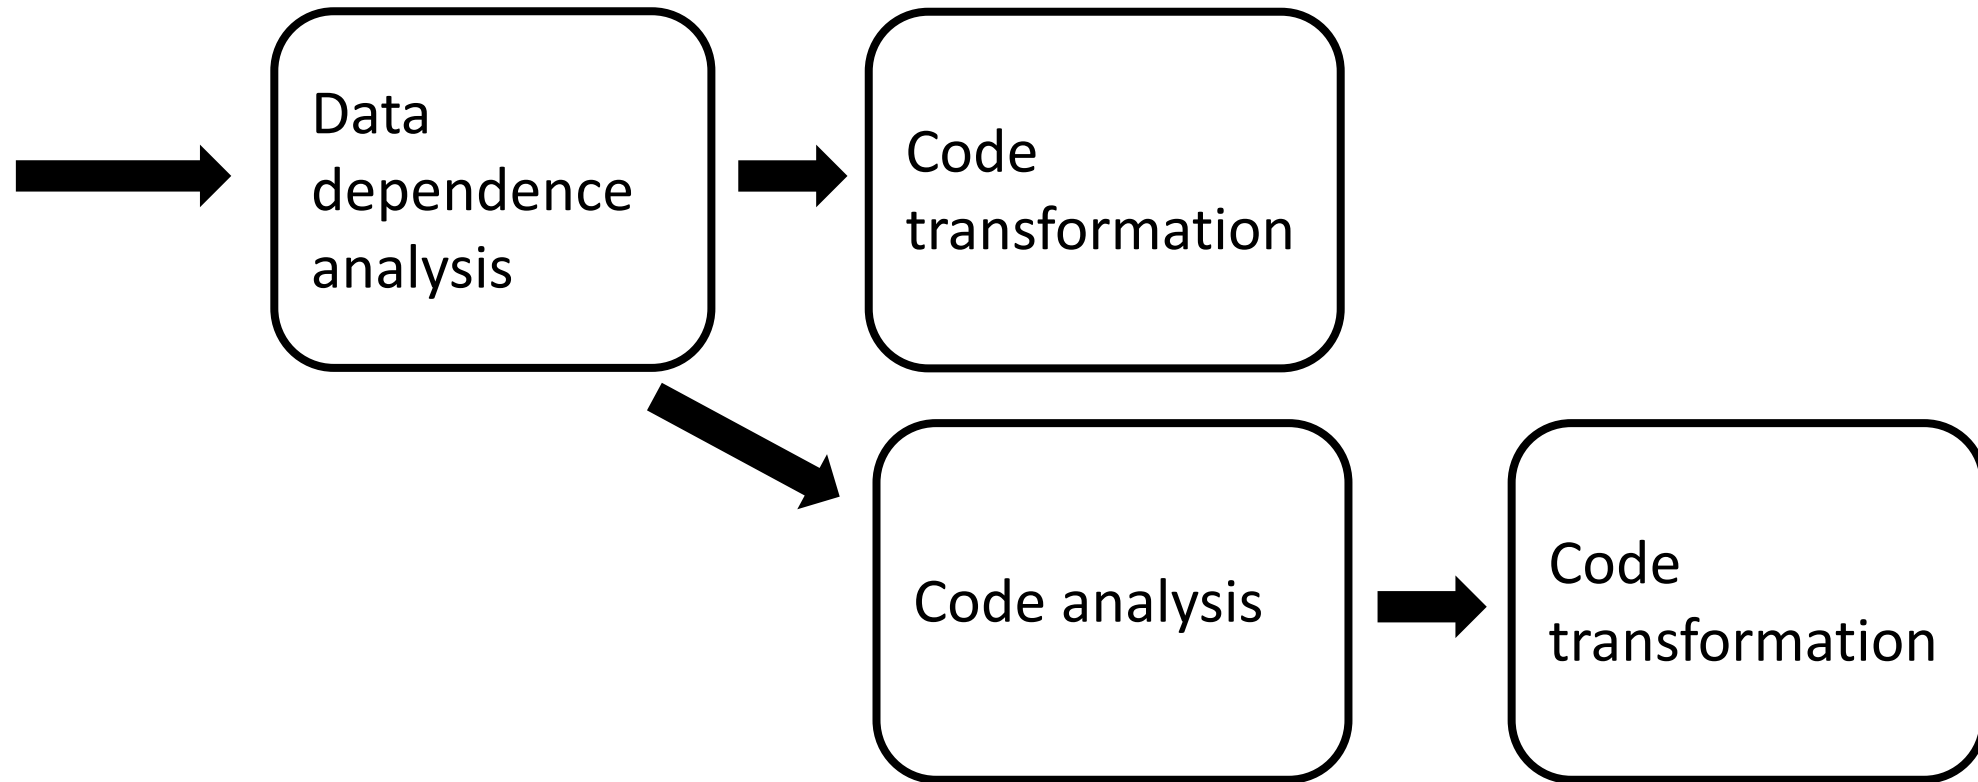 Data
dependence
analysis
Code
transformation
Code analysis
Code
transformation